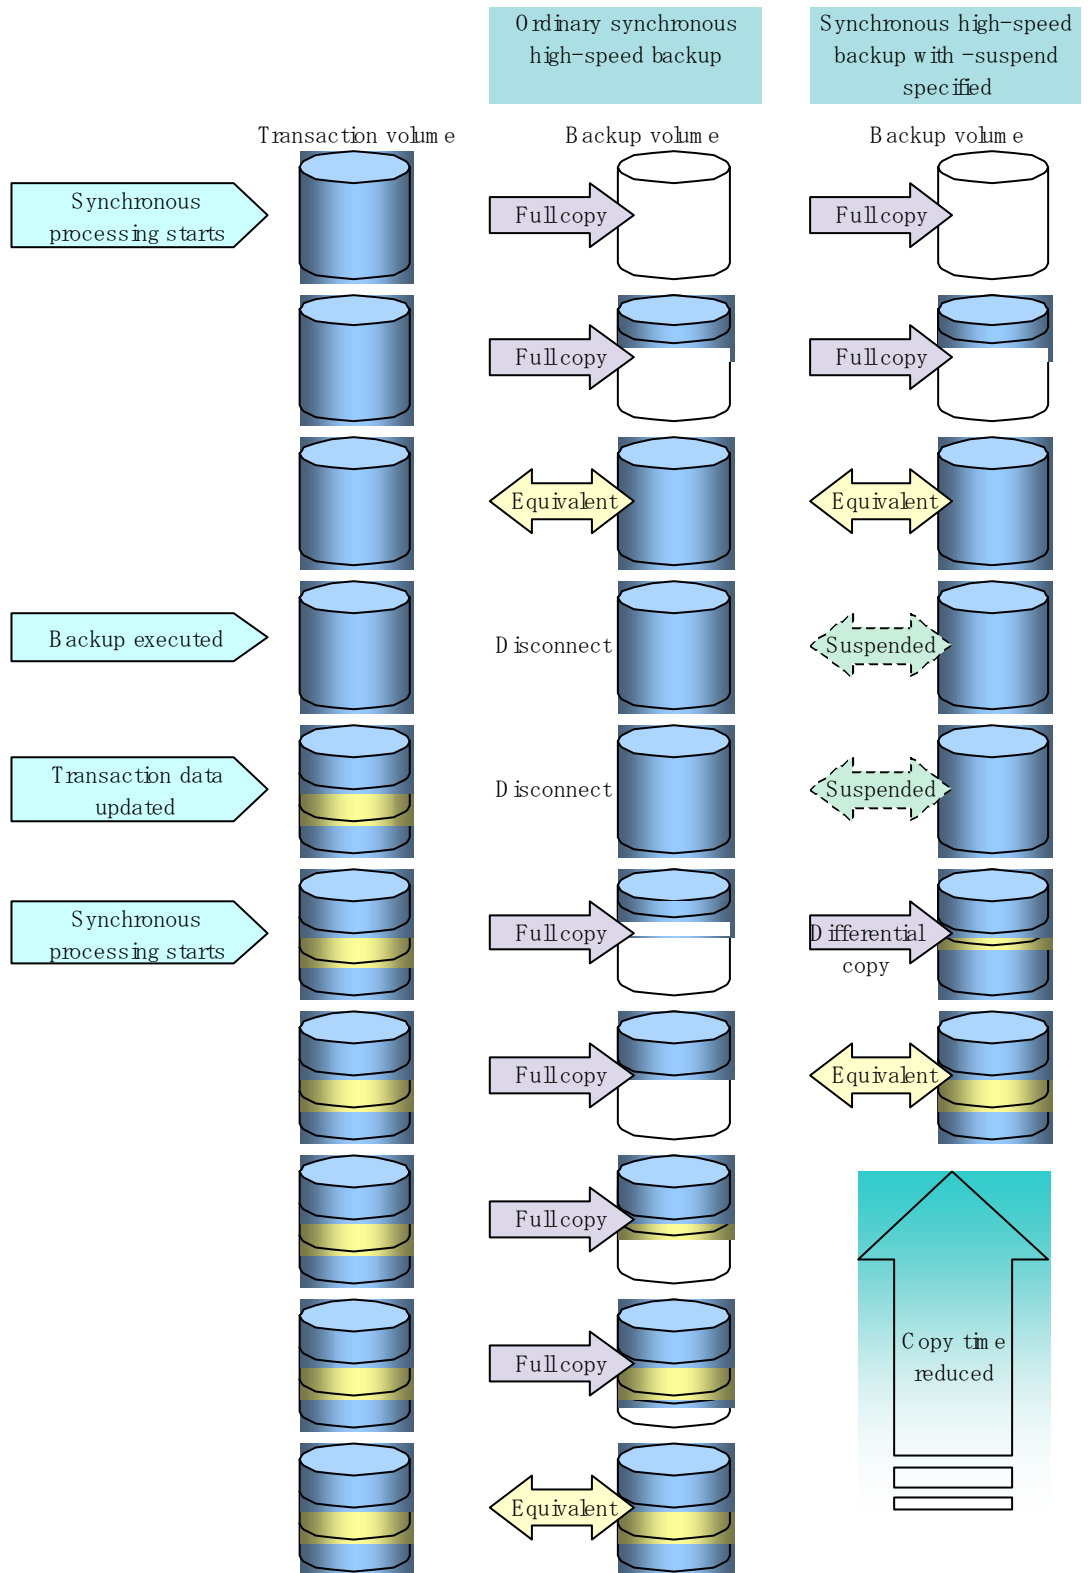 Ordinary synchronous
high-speed backup
Synchronous high-speed
backup with -suspend
specified
Transaction volume
Backup volume
Backup volume
Synchronous
processing starts
Full copy
Full copy
Full copy
Full copy
Equivalent
Equivalent
Backup executed
Disconnect
Suspended
Transaction data
updated
Disconnect
Suspended
Synchronous
processing starts
Full copy
Differential
copy
Full copy
Equivalent
Full copy
Full copy
Copy time
reduced
Equivalent